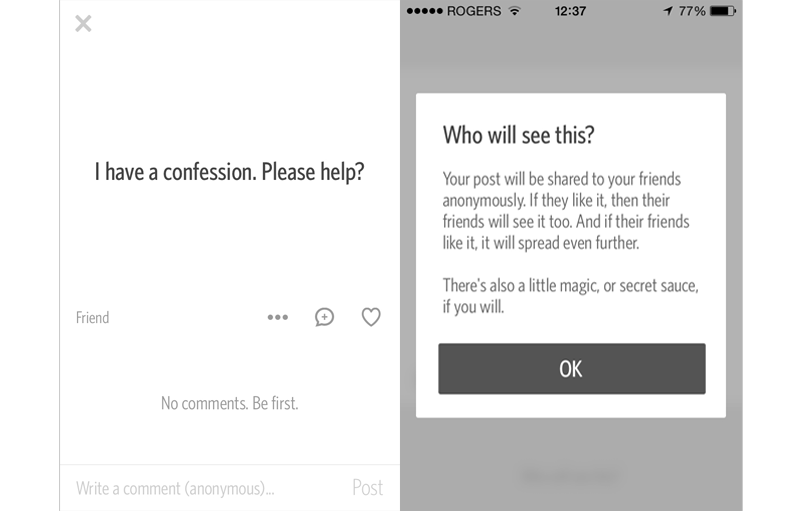 I have a confession. Please help?
Friend
No comments. Be first.
Write a comment (anonymous)...
Post
ROGERS
12:37
77%
Who will see this?
Your post will be shared to your friends
anonymously. If they like it, then their
friends will see it too. And if their friends
like it, it will spread even further.
There's also a little magic, or secret sauce,
if you will.
OK